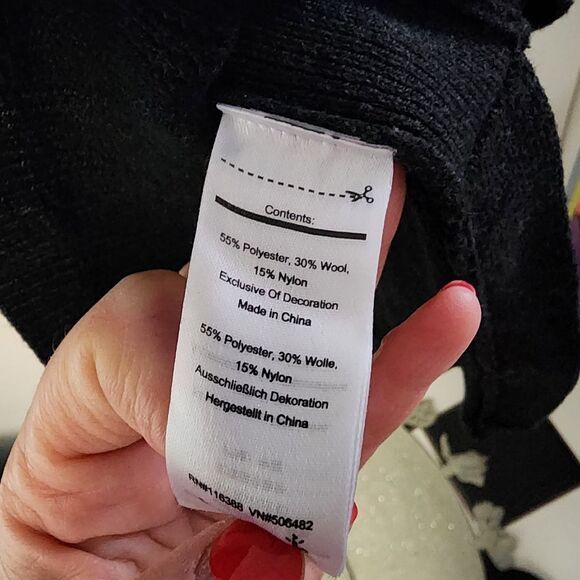 Contents:
55% Polyester, 30% Wool,
15% Nylon
Exclusive Of Decoration
Made in China
55% Polyester, 30% Wolle,
15% Nylon
Ausschließlich Dekoration
Hergestellt in China
RN#116388 VN#506482